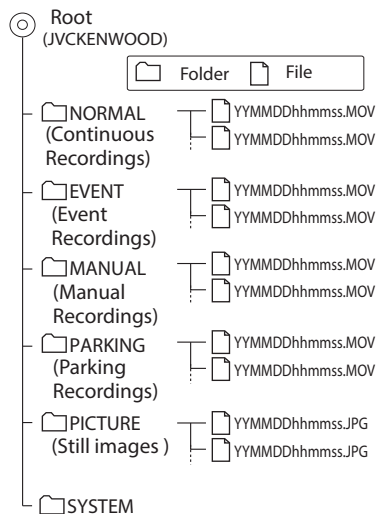 Root
(JVCKENWOOD)
Folder File
NORMAL YYMMDDhhmmss.MOV
(Continuous YYMMDDhhmmss.MOV
Recordings)
EVENT YYMMDDhhmmss.MOV
(Event YYMMDDhhmmss.MOV
Recordings)
MANUAL YYMMDDhhmmss.MOV
(Manual YYMMDDhhmmss.MOV
Recordings)
PARKING YYMMDDhhmmss.MOV
(Parking YYMMDDhhmmss.MOV
Recordings)
PICTURE YYMMDDhhmmss.JPG
(Still images ) YYMMDDhhmmss.JPG
SYSTEM